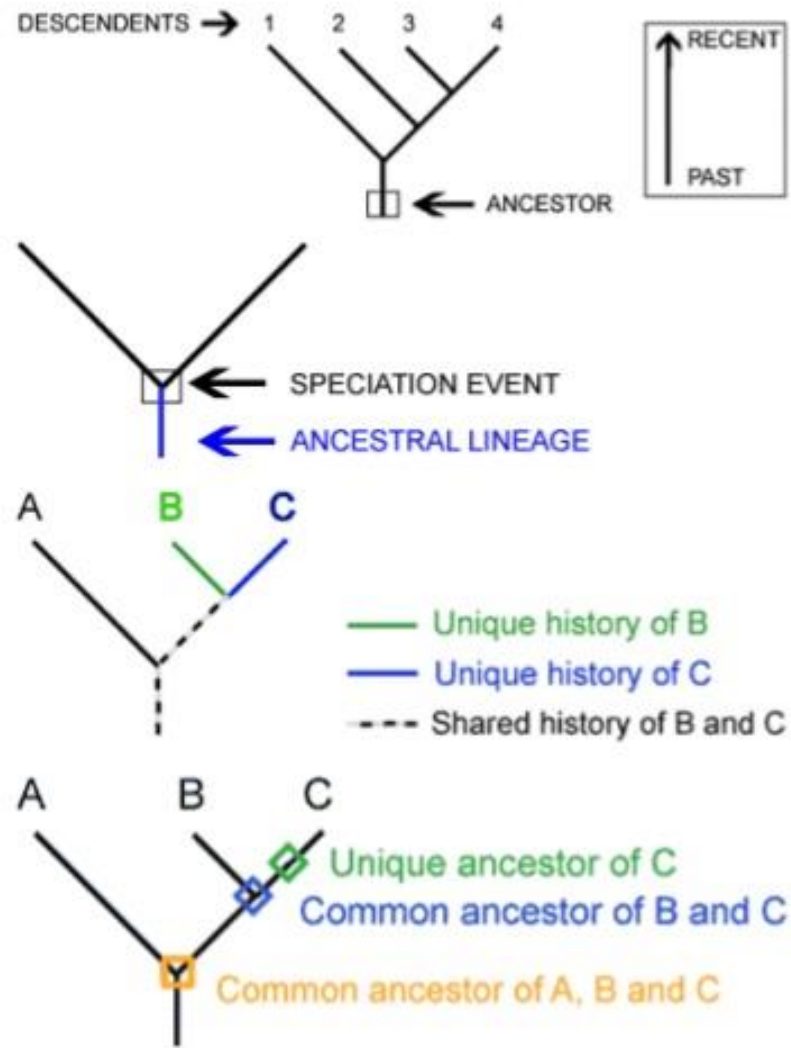 DESCENDENTS → 1 2 3 4
RECENT
PAST
ANCESTOR
SPECIATION EVENT
ANCESTRAL LINEAGE
A B C
Unique history of B
Unique history of C
Shared history of B and C
A B C
Unique ancestor of C
Common ancestor of B and C
Common ancestor of A, B and C